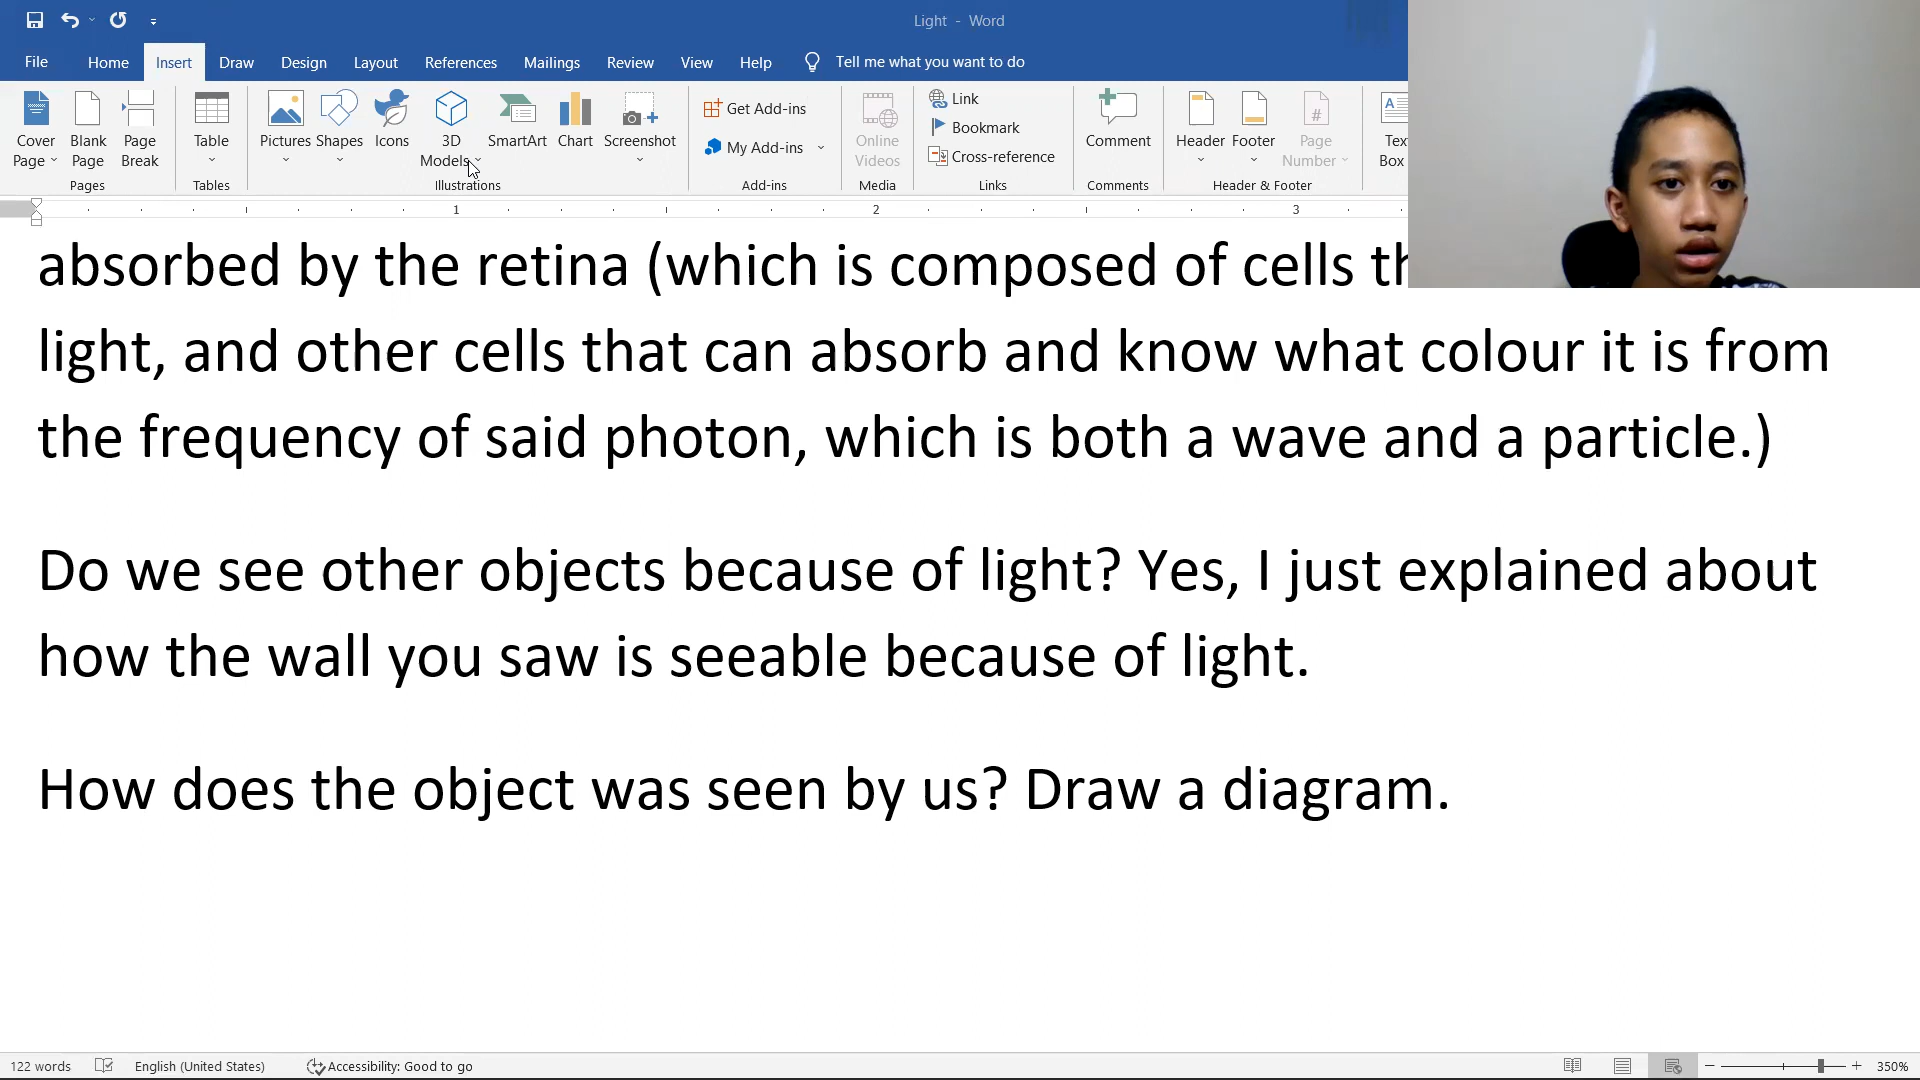 Light - Word
File Home Insert Draw Design Layout References Mailings Review View Help Tell me what you want to do
Cover Page Blank Page Page Break Table Pictures Shapes Icons 3D Models SmartArt Chart Screenshot Get Add-ins My Add-ins Online Videos Link Bookmark Cross-reference Comment Header Footer Page Number Text Box
Pages Tables Illustrations Add-ins Media Links Comments Header & Footer
1 2 3
absorbed by the retina (which is composed of cells
light, and other cells that can absorb and know what colour it is from
the frequency of said photon, which is both a wave and a particle.)
Do we see other objects because of light? Yes, I just explained about
how the wall you saw is seeable because of light.
How does the object was seen by us? Draw a diagram.
122 words English (United States) Accessibility: Good to go 350%